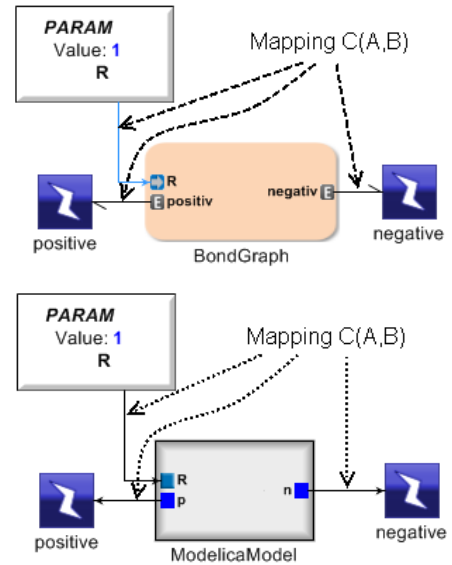 PARAM
Value: 1
R
Mapping C(A,B)
R
E positiv
negativ E
positive
negative
BondGraph
PARAM
Value: 1
R
Mapping C(A,B)
R
p
n
positive
negative
ModelicaModel